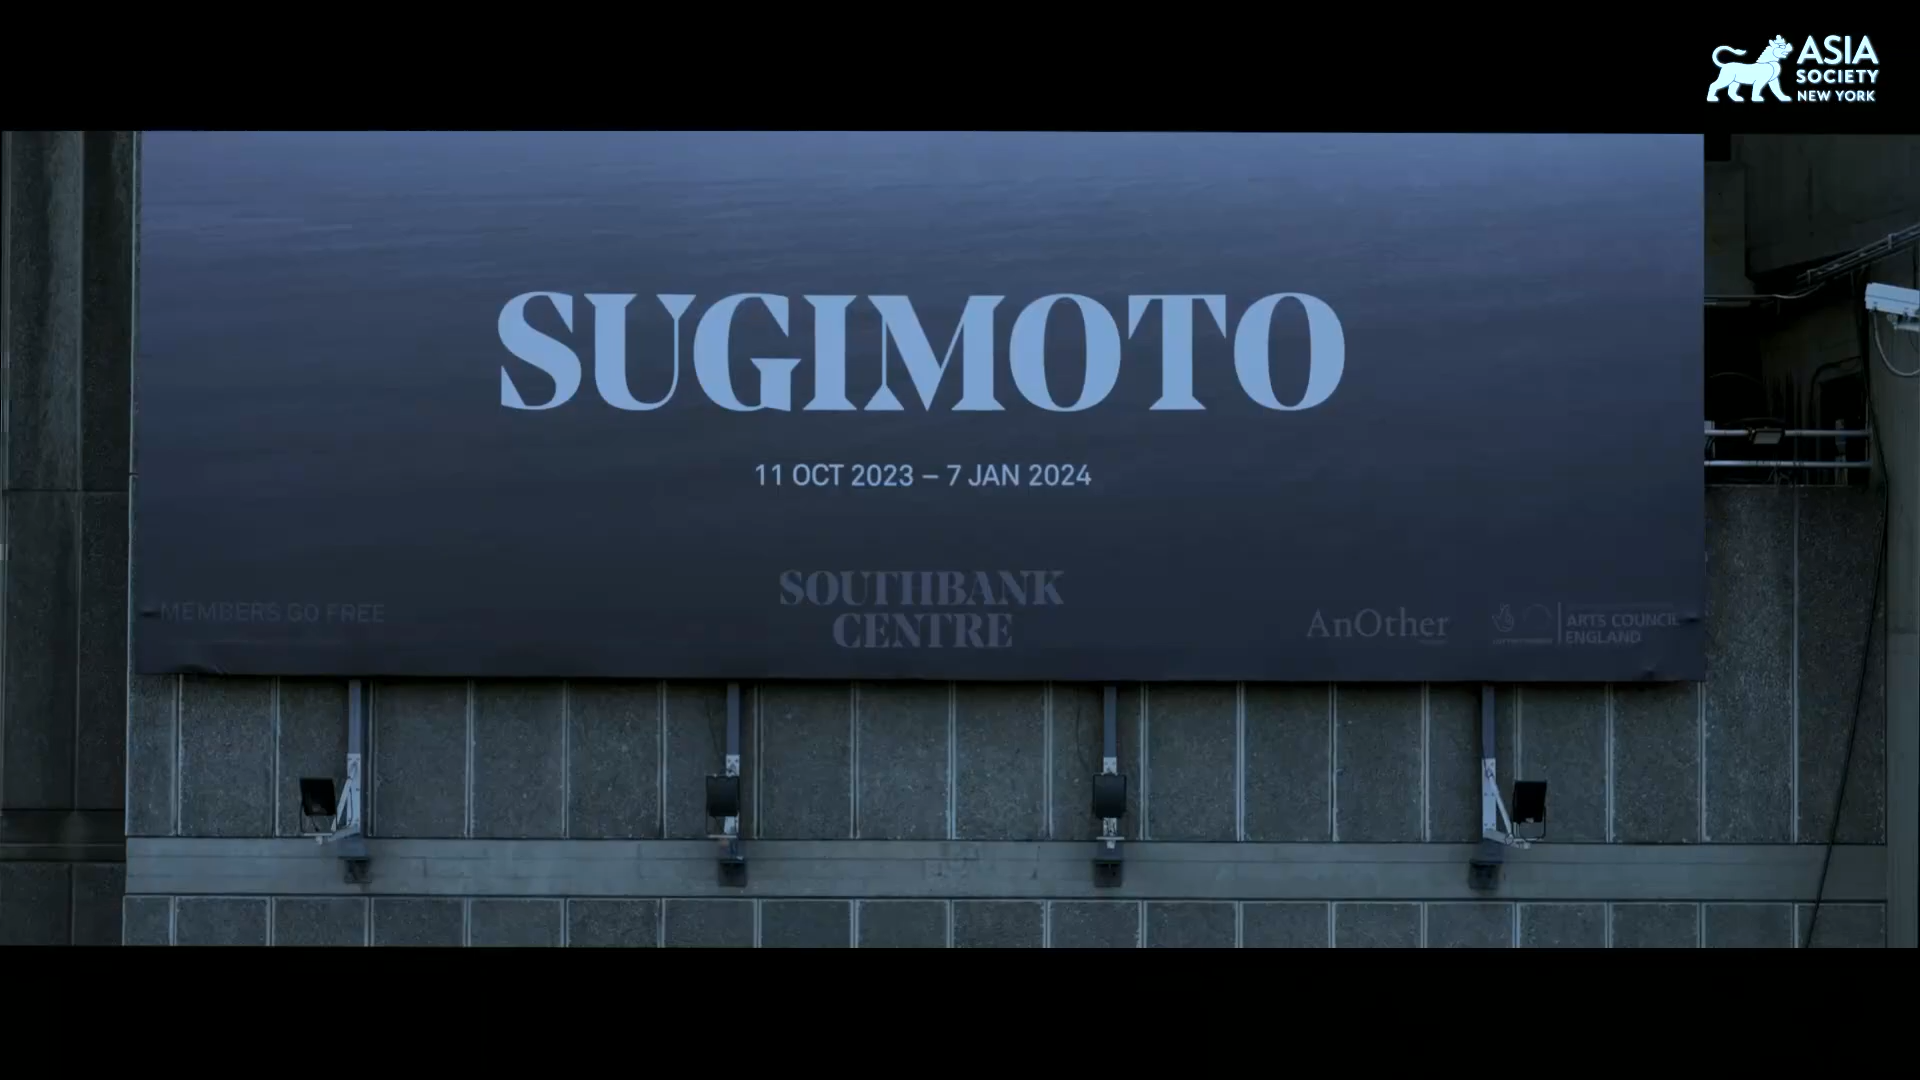 ASIA
SOCIETY
NEW YORK
SUGIMOTO
11 OCT 2023 – 7 JAN 2024
SOUTHBANK
CENTRE
MEMBERS GO FREE
AnOther
ARTS COUNCIL
ENGLAND